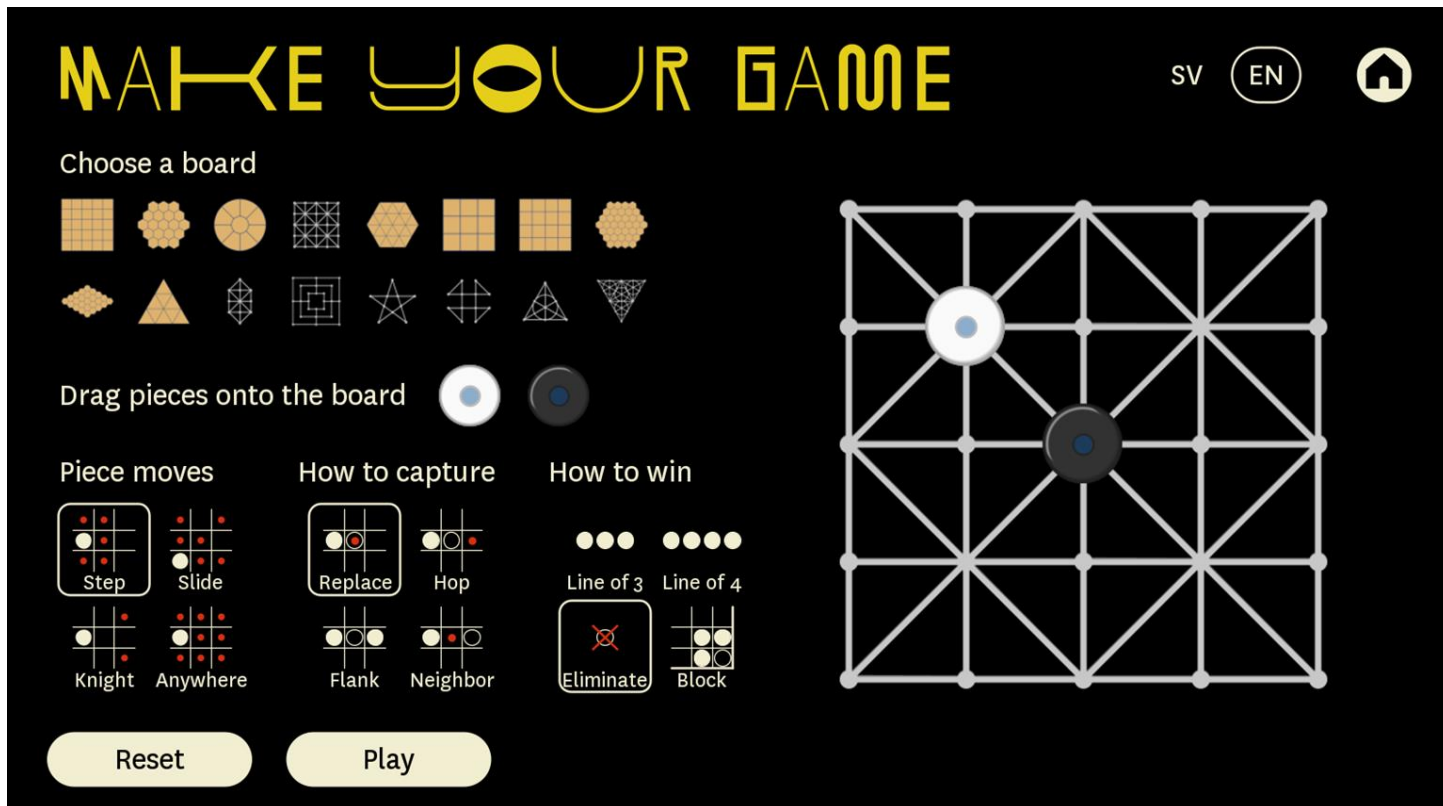 MAKE YOUR GAME
SV EN
Choose a board
Drag pieces onto the board
Piece moves
Step Slide
Knight Anywhere
How to capture
Replace Hop
Flank Neighbor
How to win
Line of 3 Line of 4
Eliminate Block
Reset Play